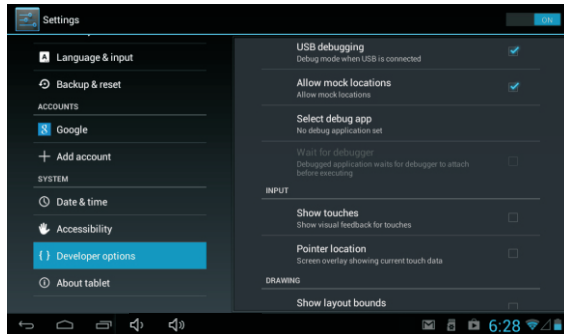 Settings
ON
Language & input
Backup & reset
ACCOUNTS
Google
Add account
SYSTEM
Date & time
Accessibility
{ } Developer options
About tablet
USB debugging
Debug mode when USB is connected
Allow mock locations
Allow mock locations
Select debug app
No debug application set
Wait for debugger
Debugged application waits for debugger to attach
before executing
INPUT
Show touches
Show visual feedback for touches
Pointer location
Screen overlay showing current touch data
DRAWING
Show layout bounds
6:28